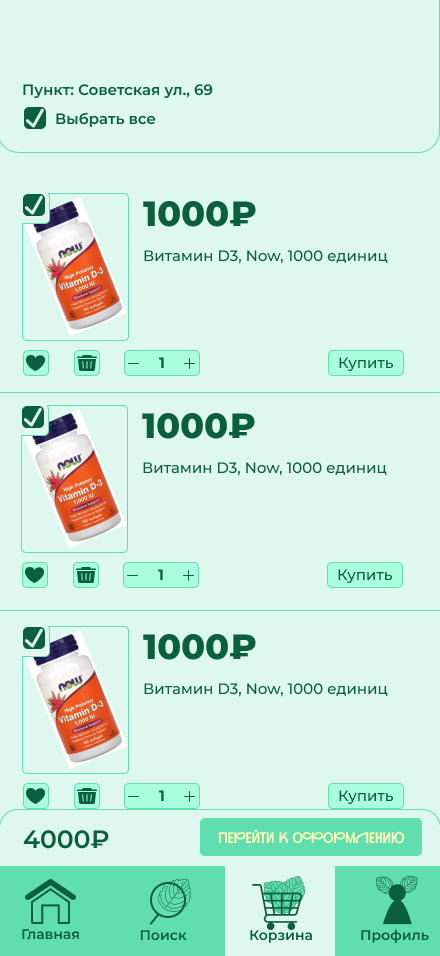 Пункт: Советская ул., 69
Выбрать все
1000₽
Витамин D3, Now, 1000 единиц
now
High Potency
Vitamin D-3
1,000 IU
1
Купить
1000₽
Витамин D3, Now, 1000 единиц
now
High Potency
Vitamin D-3
1,000 IU
1
Купить
1000₽
Витамин D3, Now, 1000 единиц
now
High Potency
Vitamin D-3
1,000 IU
1
Купить
4000₽
ПЕРЕЙТИ К ОФОРМЛЕНИЮ
Главная
Поиск
Корзина
Профиль